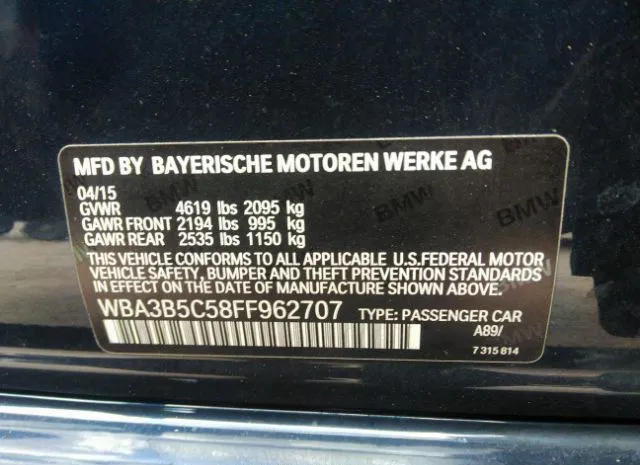 MFD BY BAYERISCHE MOTOREN WERKE AG
04/15
GVWR 4619 lbs 2095 kg
GAWR FRONT 2194 lbs 995 kg
GAWR REAR 2535 lbs 1150 kg
THIS VEHICLE CONFORMS TO ALL APPLICABLE U.S.FEDERAL MOTOR
VEHICLE SAFETY, BUMPER AND THEFT PREVENTION STANDARDS
IN EFFECT ON THE DATE OF MANUFACTURE SHOWN ABOVE.
WBA3B5C58FF962707 TYPE: PASSENGER CAR
A89/
7 315 814
BMW
BMW